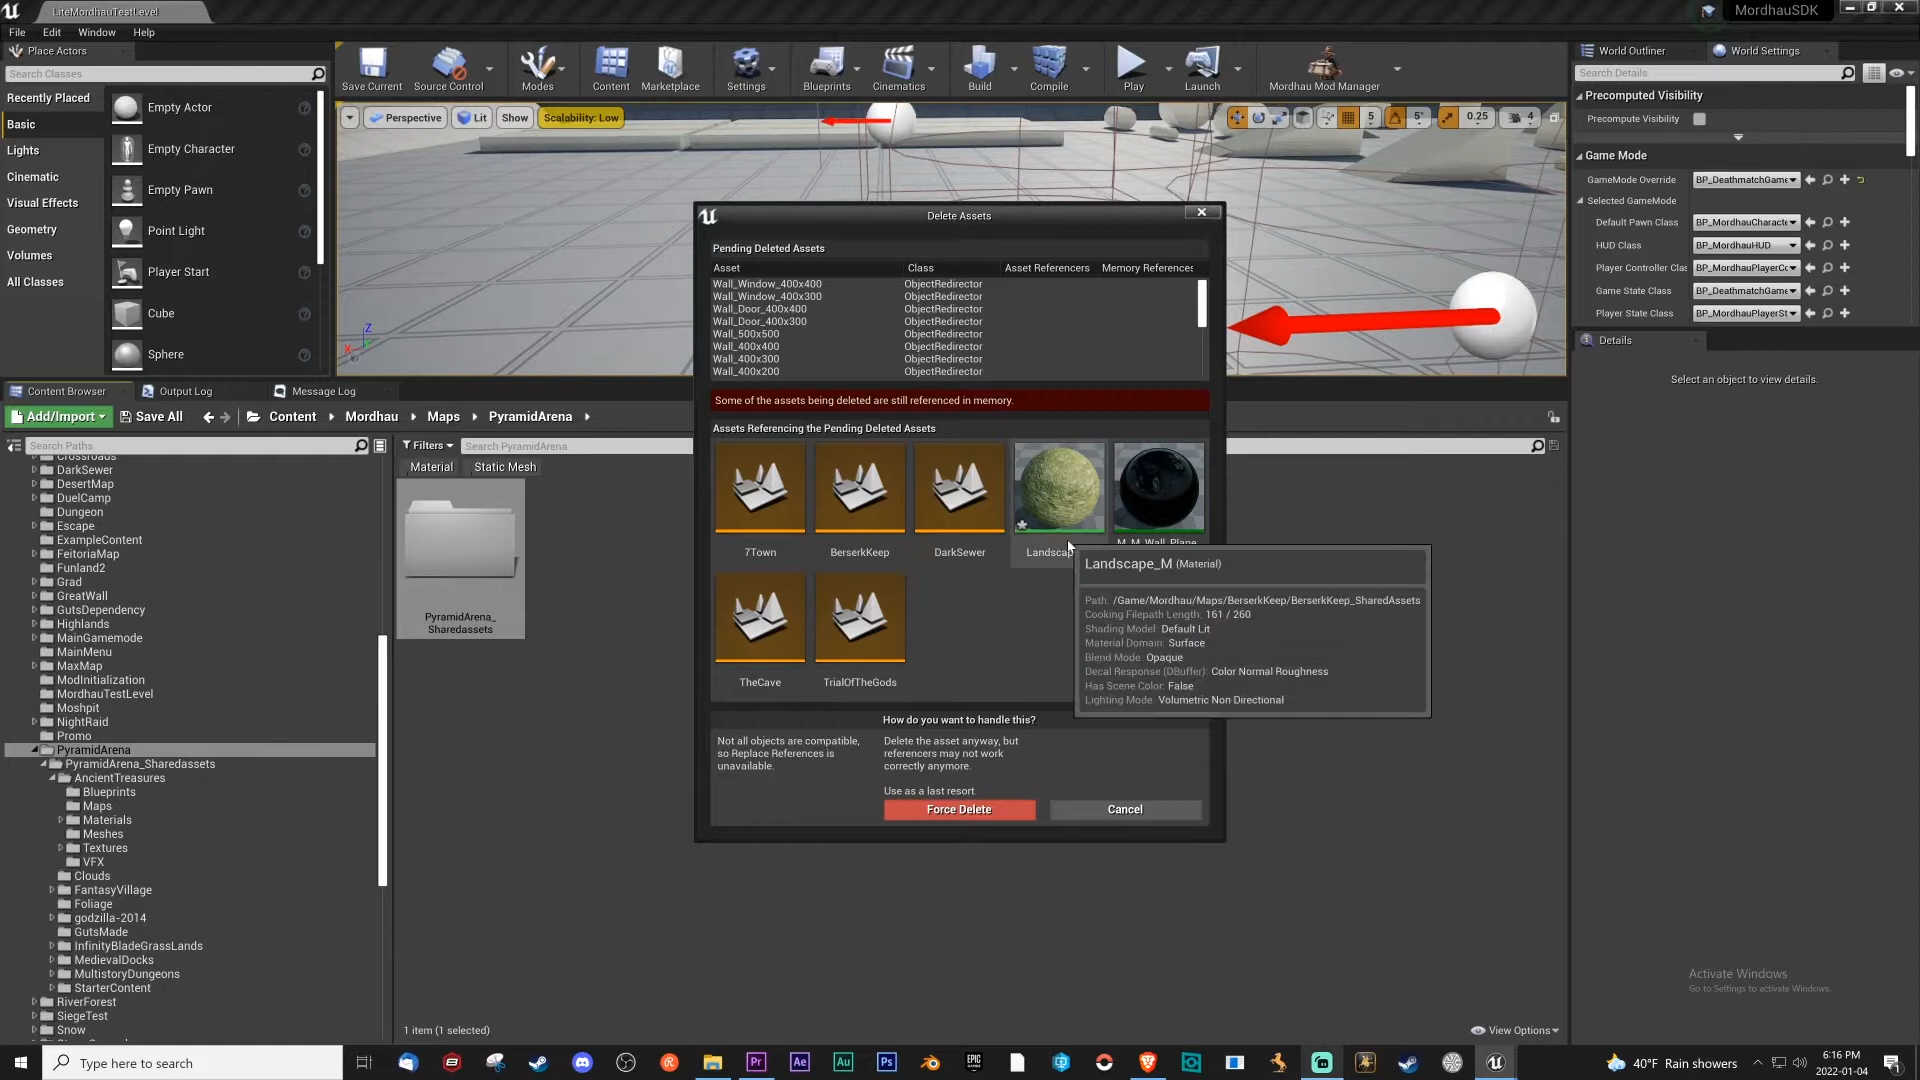 LiteMordhauTestLevel
MordhauSDK
File Edit Window Help
Place Actors
Search Classes
Recently Placed
Basic
Lights
Cinematic
Visual Effects
Geometry
Volumes
All Classes
Empty Actor
Empty Character
Empty Pawn
Point Light
Player Start
Cube
Sphere
Save Current
Source Control
Modes
Content
Marketplace
Settings
Blueprints
Cinematics
Build
Compile
Play
Launch
Mordhau Mod Manager
Perspective
Lit
Show
Scalability: Low
5
5°
0.25
4
World Outliner
World Settings
Search Details
Precomputed Visibility
Precompute Visibility
Game Mode
GameMode Override BP_DeathmatchGame
Selected GameMode
Default Pawn Class BP_MordhauCharacte
HUD Class BP_MordhauHUD
Player Controller Clas BP_MordhauPlayerCo
Game State Class BP_DeathmatchGame
Player State Class BP_MordhauPlayerSt
Details
Select an object to view details.
Delete Assets
Pending Deleted Assets
Asset Class Asset Referencers Memory References
Wall_Window_400x400 ObjectRedirector
Wall_Window_400x300 ObjectRedirector
Wall_Door_400x400 ObjectRedirector
Wall_Door_400x300 ObjectRedirector
Wall_500x500 ObjectRedirector
Wall_400x400 ObjectRedirector
Wall_400x300 ObjectRedirector
Wall_400x200 ObjectRedirector
Some of the assets being deleted are still referenced in memory.
Assets Referencing the Pending Deleted Assets
7Town
BerserkKeep
DarkSewer
Landscap
M_M_Wall_Plane_
TheCave
TrialOfTheGods
Landscape_M (Material)
Path: /Game/Mordhau/Maps/BerserkKeep/BerserkKeep_SharedAssets
Cooking Filepath Length: 161 / 260
Shading Model: Default Lit
Material Domain: Surface
Blend Mode: Opaque
Decal Response (DBuffer): Color Normal Roughness
Has Scene Color: False
Lighting Mode: Volumetric Non Directional
How do you want to handle this?
Not all objects are compatible,
so Replace References is
unavailable.
Delete the asset anyway, but
referencers may not work
correctly anymore.
Use as a last resort.
Force Delete
Cancel
Content Browser
Output Log
Message Log
Add/Import
Save All
Content
Mordhau
Maps
PyramidArena
Search Paths
Filters
Search PyramidArena
Material
Static Mesh
Crossroads
DarkSewer
DesertMap
DuelCamp
Dungeon
Escape
ExampleContent
FeitoriaMap
Funland2
Grad
GreatWall
GutsDependency
Highlands
MainGamemode
MainMenu
MaxMap
ModInitialization
MordhauTestLevel
Moshpit
NightRaid
Promo
PyramidArena
PyramidArena_Sharedassets
AncientTreasures
Blueprints
Maps
Materials
Meshes
Textures
VFX
Clouds
FantasyVillage
Foliage
godzilla-2014
GutsMade
InfinityBladeGrassLands
MedievalDocks
MultistoryDungeons
StarterContent
RiverForest
SiegeTest
Snow
PyramidArena_
Sharedassets
1 item (1 selected)
View Options
Activate Windows
Go to Settings to activate Windows.
Type here to search
40°F Rain showers
6:16 PM
2022-01-04